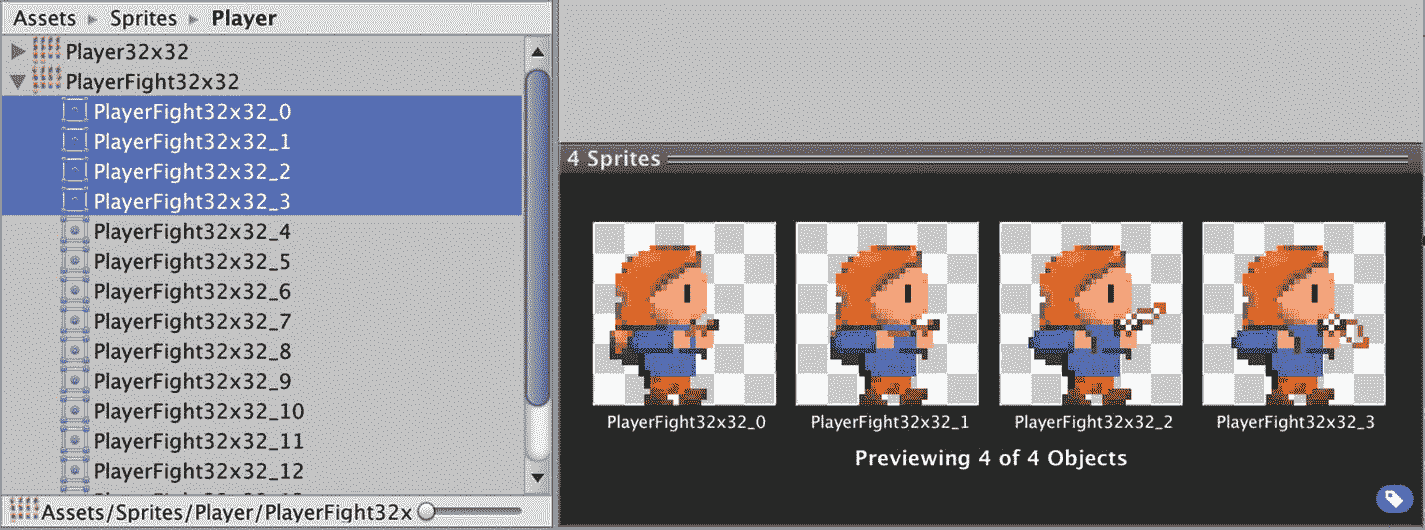 Assets ▸ Sprites ▸ Player
Player32x32
PlayerFight32x32
PlayerFight32x32_0
PlayerFight32x32_1
PlayerFight32x32_2
PlayerFight32x32_3
PlayerFight32x32_4
PlayerFight32x32_5
PlayerFight32x32_6
PlayerFight32x32_7
PlayerFight32x32_8
PlayerFight32x32_9
PlayerFight32x32_10
PlayerFight32x32_11
PlayerFight32x32_12
Assets/Sprites/Player/PlayerFight32x
4 Sprites
PlayerFight32x32_0 PlayerFight32x32_1 PlayerFight32x32_2 PlayerFight32x32_3
Previewing 4 of 4 Objects